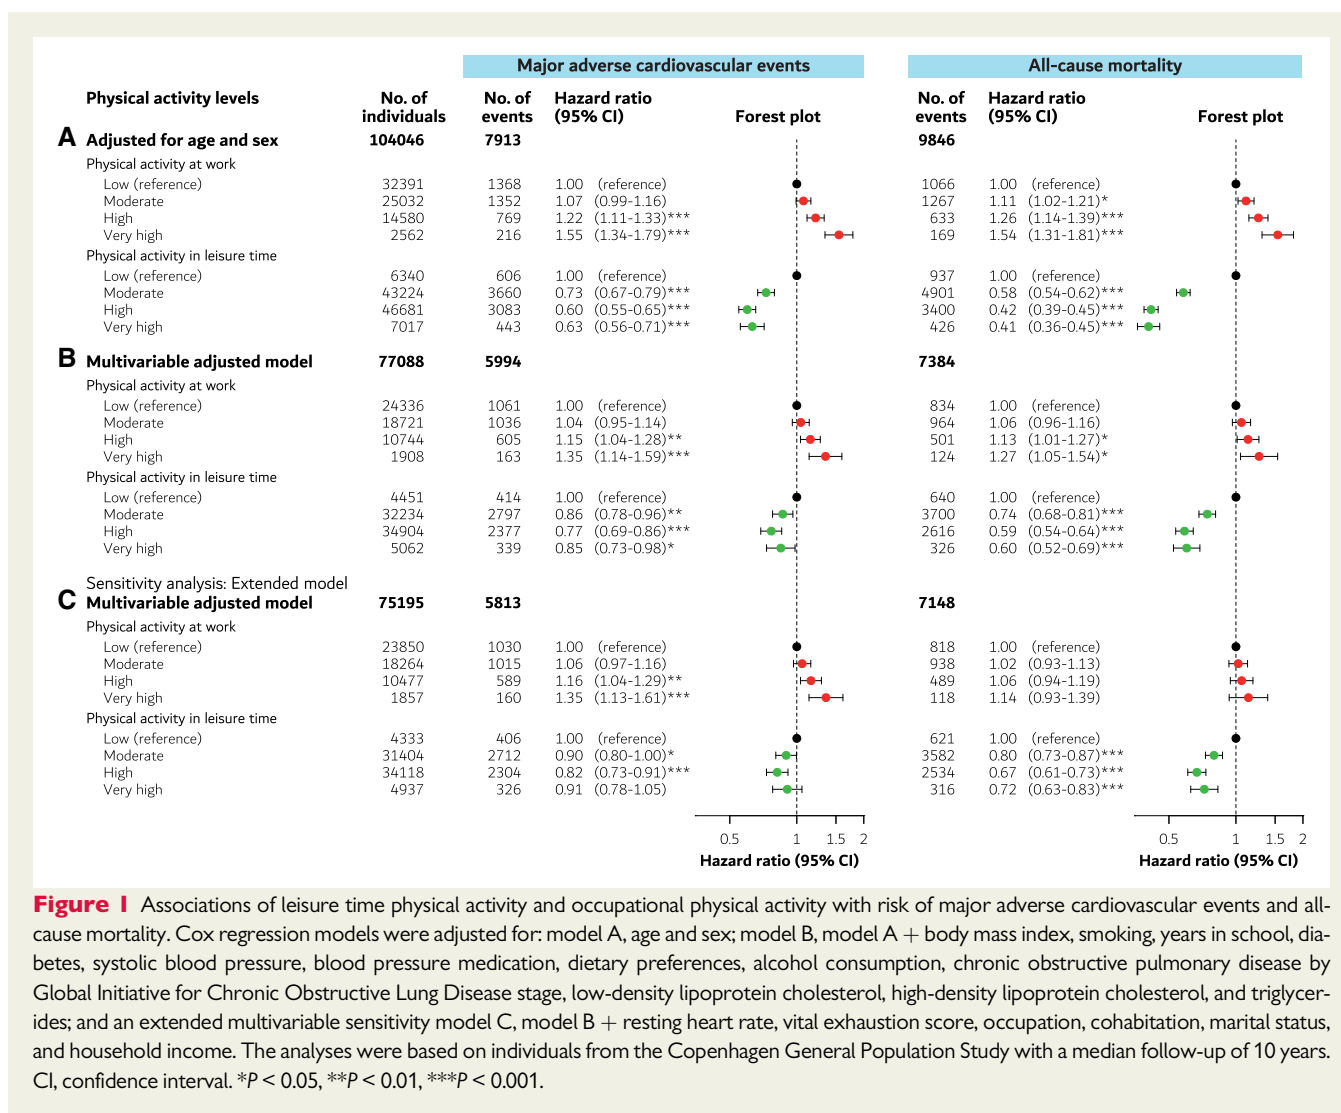 Major adverse cardiovascular events All-cause mortality
Physical activity levels No. of individuals No. of events Hazard ratio (95% CI) Forest plot No. of events Hazard ratio (95% CI) Forest plot
A Adjusted for age and sex 104046 7913 9846
Physical activity at work
Low (reference) 32391 1368 1.00 (reference) 1066 1.00 (reference)
Moderate 25032 1352 1.07 (0.99-1.16) 1267 1.11 (1.02-1.21)*
High 14580 769 1.22 (1.11-1.33)*** 633 1.26 (1.14-1.39)***
Very high 2562 216 1.55 (1.34-1.79)*** 169 1.54 (1.31-1.81)***
Physical activity in leisure time
Low (reference) 6340 606 1.00 (reference) 937 1.00 (reference)
Moderate 43224 3660 0.73 (0.67-0.79)*** 4901 0.58 (0.54-0.62)***
High 46681 3083 0.60 (0.55-0.65)*** 3400 0.42 (0.39-0.45)***
Very high 7017 443 0.63 (0.56-0.71)*** 426 0.41 (0.36-0.45)***
B Multivariable adjusted model 77088 5994 7384
Physical activity at work
Low (reference) 24336 1061 1.00 (reference) 834 1.00 (reference)
Moderate 18721 1036 1.04 (0.95-1.14) 964 1.06 (0.96-1.16)
High 10744 605 1.15 (1.04-1.28)** 501 1.13 (1.01-1.27)*
Very high 1908 163 1.35 (1.14-1.59)*** 124 1.27 (1.05-1.54)*
Physical activity in leisure time
Low (reference) 4451 414 1.00 (reference) 640 1.00 (reference)
Moderate 32234 2797 0.86 (0.78-0.96)** 3700 0.74 (0.68-0.81)***
High 34904 2377 0.77 (0.69-0.86)*** 2616 0.59 (0.54-0.64)***
Very high 5062 339 0.85 (0.73-0.98)* 326 0.60 (0.52-0.69)***
Sensitivity analysis: Extended model
C Multivariable adjusted model 75195 5813 7148
Physical activity at work
Low (reference) 23850 1030 1.00 (reference) 818 1.00 (reference)
Moderate 18264 1015 1.06 (0.97-1.16) 938 1.02 (0.93-1.13)
High 10477 589 1.16 (1.04-1.29)** 489 1.06 (0.94-1.19)
Very high 1857 160 1.35 (1.13-1.61)*** 118 1.14 (0.93-1.39)
Physical activity in leisure time
Low (reference) 4333 406 1.00 (reference) 621 1.00 (reference)
Moderate 31404 2712 0.90 (0.80-1.00)* 3582 0.80 (0.73-0.87)***
High 34118 2304 0.82 (0.73-0.91)*** 2534 0.67 (0.61-0.73)***
Very high 4937 326 0.91 (0.78-1.05) 316 0.72 (0.63-0.83)***
0.5 1 1.5 2 0.5 1 1.5 2
Hazard ratio (95% CI) Hazard ratio (95% CI)
Figure 1 Associations of leisure time physical activity and occupational physical activity with risk of major adverse cardiovascular events and all-
cause mortality. Cox regression models were adjusted for: model A, age and sex; model B, model A + body mass index, smoking, years in school, dia-
betes, systolic blood pressure, blood pressure medication, dietary preferences, alcohol consumption, chronic obstructive pulmonary disease by
Global Initiative for Chronic Obstructive Lung Disease stage, low-density lipoprotein cholesterol, high-density lipoprotein cholesterol, and triglycer-
ides; and an extended multivariable sensitivity model C, model B + resting heart rate, vital exhaustion score, occupation, cohabitation, marital status,
and household income. The analyses were based on individuals from the Copenhagen General Population Study with a median follow-up of 10 years.
CI, confidence interval. *P < 0.05, **P < 0.01, ***P < 0.001.